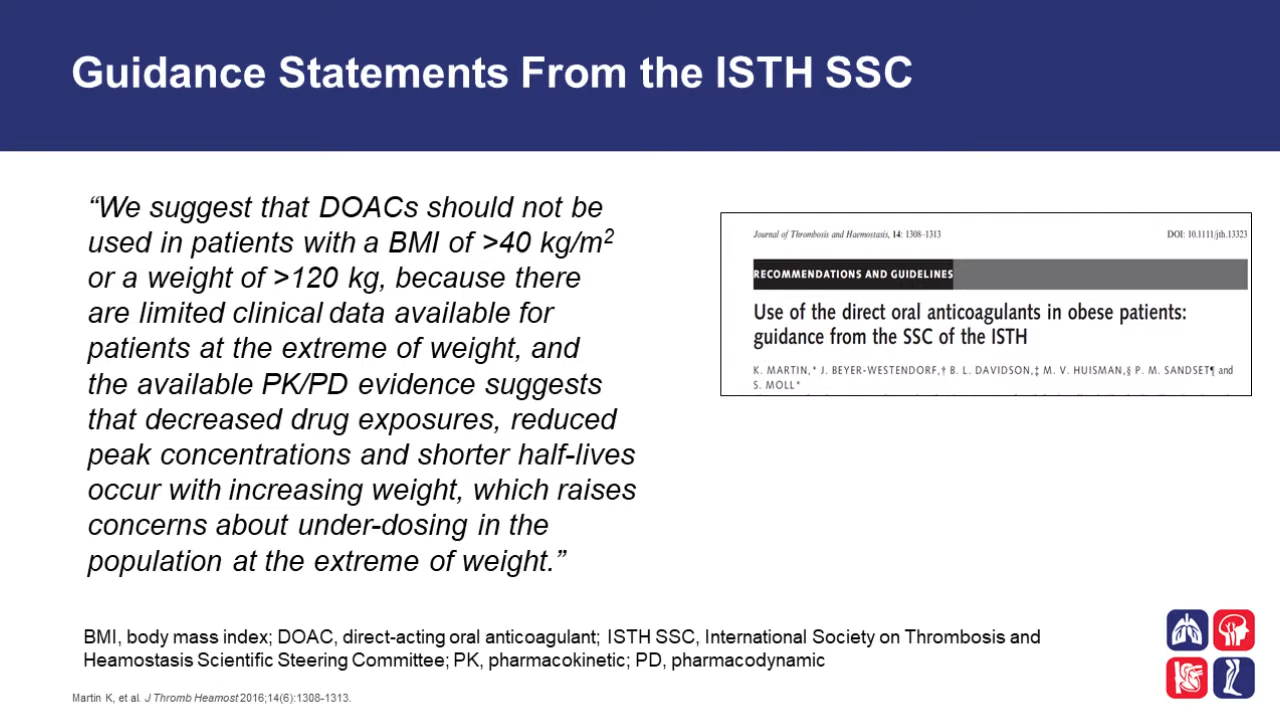 Guidance Statements From the ISTH SSC
“We suggest that DOACs should not be
used in patients with a BMI of >40 kg/m²
or a weight of >120 kg, because there
are limited clinical data available for
patients at the extreme of weight, and
the available PK/PD evidence suggests
that decreased drug exposures, reduced
peak concentrations and shorter half-lives
occur with increasing weight, which raises
concerns about under-dosing in the
population at the extreme of weight.”
Journal of Thrombosis and Haemostasis, 14: 1308–1313
DOI: 10.1111/jth.13323
RECOMMENDATIONS AND GUIDELINES
Use of the direct oral anticoagulants in obese patients:
guidance from the SSC of the ISTH
K. MARTIN,* J. BEYER-WESTENDORF,† B. L. DAVIDSON,‡ M. V. HUISMAN,§ P. M. SANDSET¶ and
S. MOLL*
BMI, body mass index; DOAC, direct-acting oral anticoagulant; ISTH SSC, International Society on Thrombosis and
Heamostasis Scientific Steering Committee; PK, pharmacokinetic; PD, pharmacodynamic
Martin K, et al. J Thromb Heamost 2016;14(6):1308-1313.